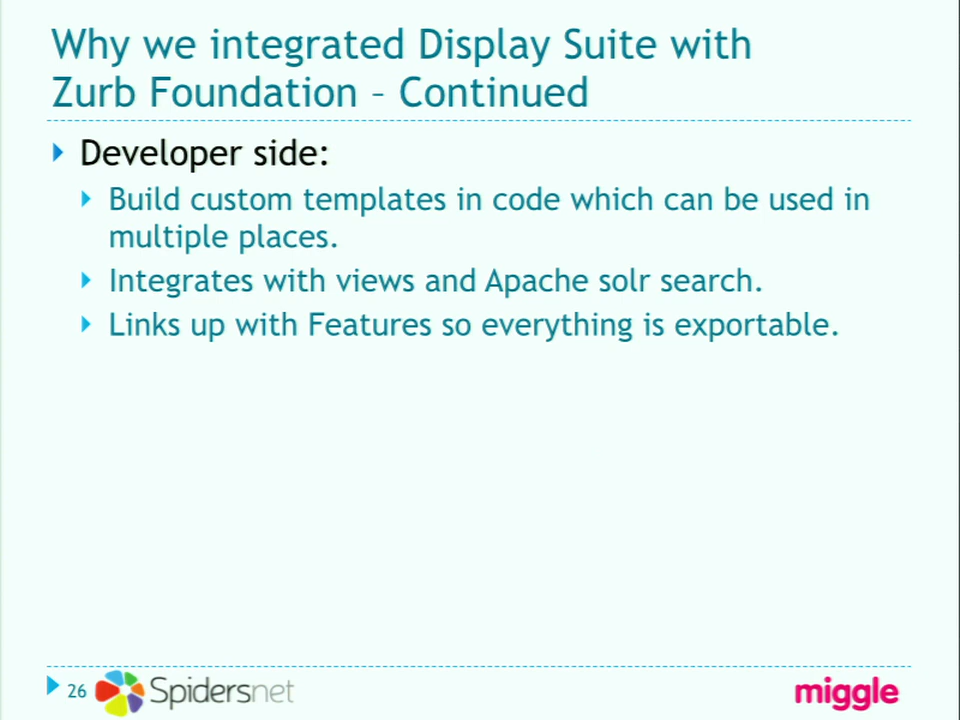 Why we integrated Display Suite with
Zurb Foundation – Continued
Developer side:
Build custom templates in code which can be used in
multiple places.
Integrates with views and Apache solr search.
Links up with Features so everything is exportable.
26
Spidersnet
miggle